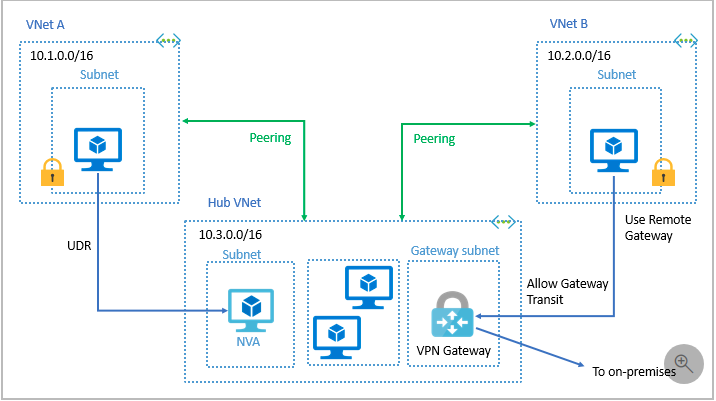 VNet A
VNet B
10.1.0.0/16
10.2.0.0/16
Subnet
Subnet
Peering
Peering
Hub VNet
10.3.0.0/16
UDR
Use Remote
Gateway
Subnet
Gateway subnet
Allow Gateway
Transit
NVA
VPN Gateway
To on-premises